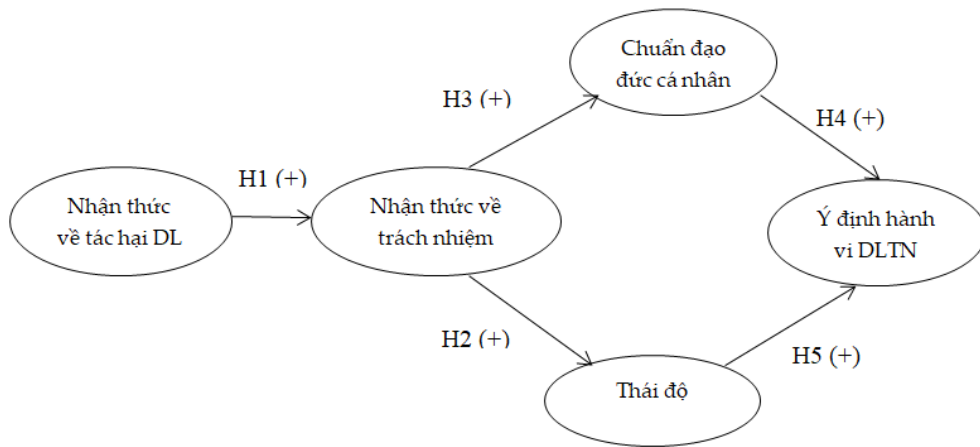 Chuẩn đạo
đức cá nhân
H3 (+)
H4 (+)
H1 (+)
Nhận thức
về tác hại DL
Nhận thức về
trách nhiệm
Ý định hành
vi DLTN
H2 (+)
H5 (+)
Thái độ